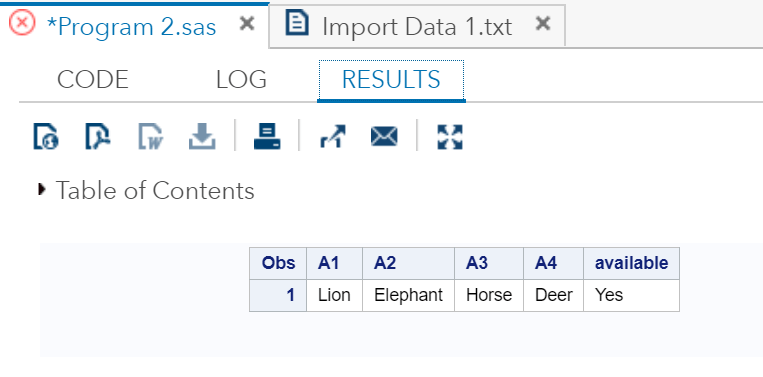 *Program 2.sas × Import Data 1.txt ×
CODE LOG RESULTS
Table of Contents
Obs A1 A2 A3 A4 available
1 Lion Elephant Horse Deer Yes